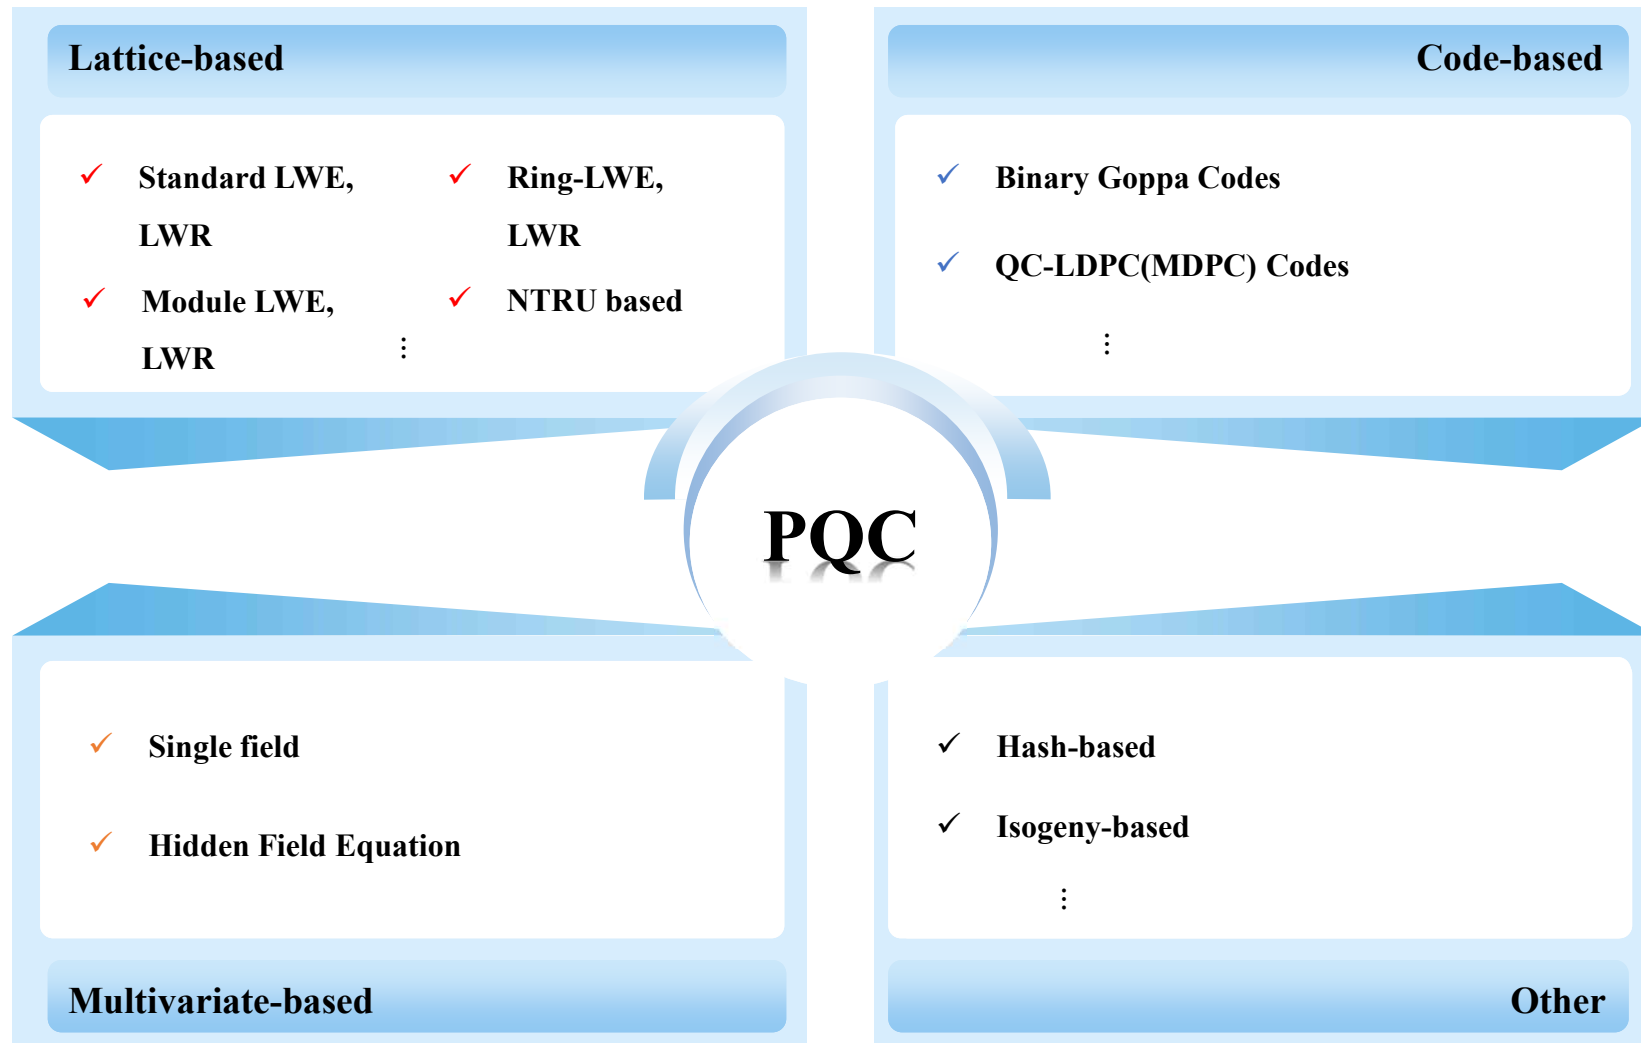 Lattice-based
Standard LWE,
LWR
Ring-LWE,
LWR
Module LWE,
LWR
NTRU based
⋮
Code-based
Binary Goppa Codes
QC-LDPC(MDPC) Codes
⋮
PQC
Single field
Hidden Field Equation
Multivariate-based
Hash-based
Isogeny-based
⋮
Other